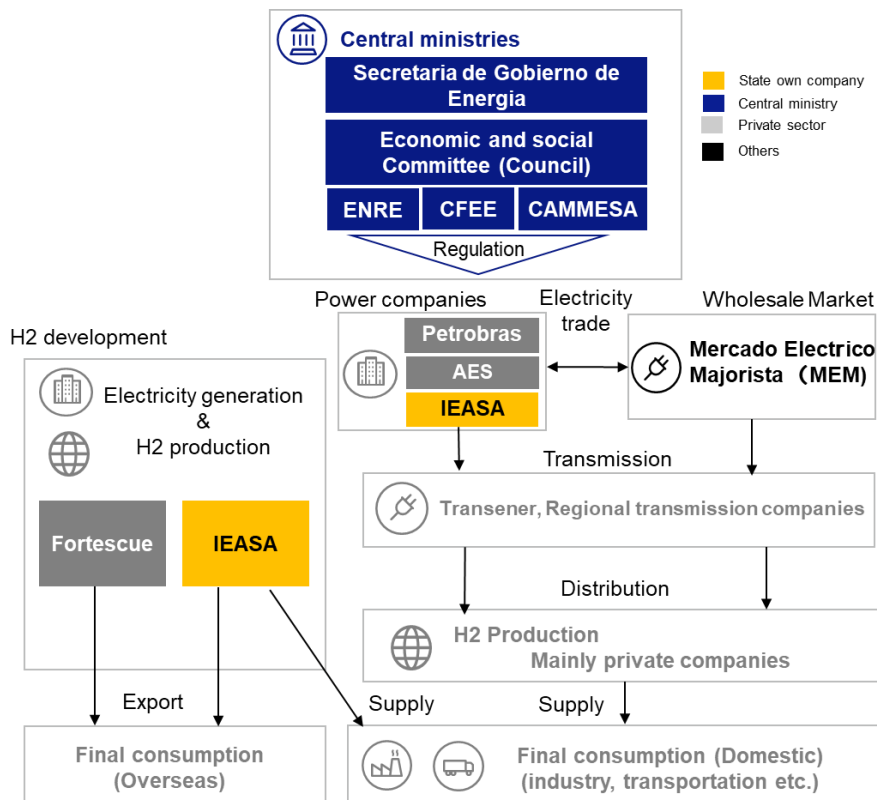 Central ministries
Secretaria de Gobierno de
Energia
Economic and social
Committee (Council)
ENRE
CFEE
CAMMESA
Regulation
State own company
Central ministry
Private sector
Others
Power companies
Electricity
trade
Wholesale Market
H2 development
Petrobras
AES
IEASA
Mercado Electrico
Majorista （MEM)
Electricity generation
&
H2 production
Transmission
Transener, Regional transmission companies
Fortescue
IEASA
Distribution
H2 Production
Mainly private companies
Export
Supply
Supply
Final consumption
(Overseas)
Final consumption (Domestic)
(industry, transportation etc.)